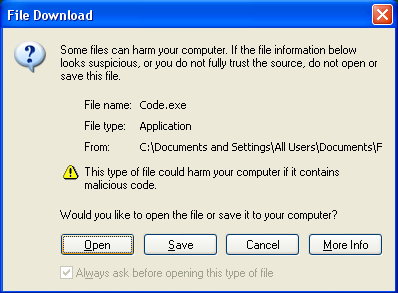 File Download
Some files can harm your computer. If the file information below
looks suspicious, or you do not fully trust the source, do not open or
save this file.
File name: Code.exe
File type: Application
From: C:\Documents and Settings\All Users\Documents\F
This type of file could harm your computer if it contains
malicious code.
Would you like to open the file or save it to your computer?
Open Save Cancel More Info
Always ask before opening this type of file